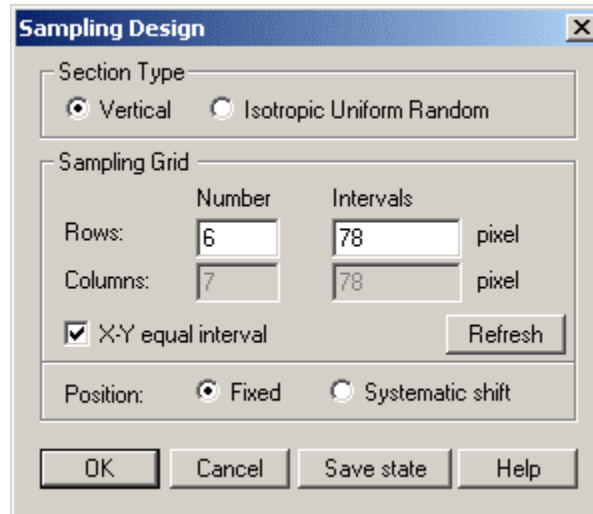 Sampling Design
Section Type
Vertical Isotropic Uniform Random
Sampling Grid
Number Intervals
Rows: 6 78 pixel
Columns: 7 78 pixel
X-Y equal interval Refresh
Position: Fixed Systematic shift
OK Cancel Save state Help